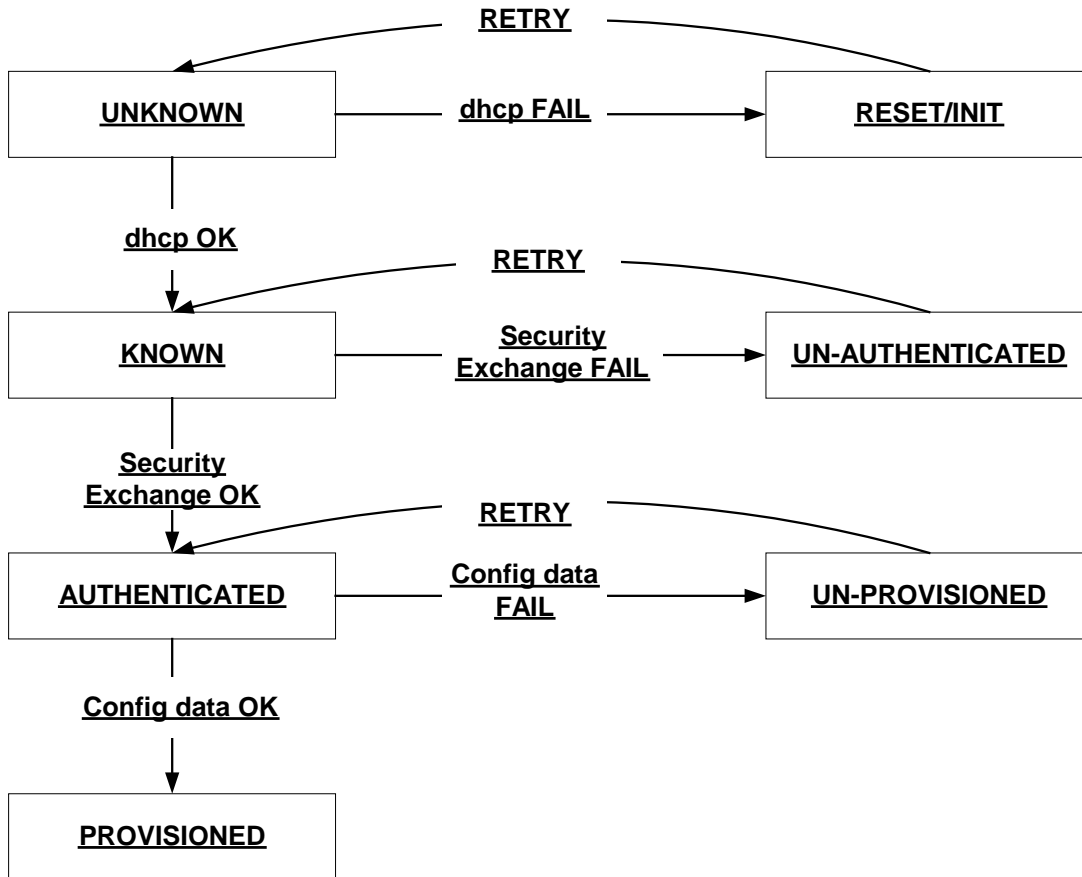 RETRY
UNKNOWN
dhcp FAIL
RESET/INIT
dhcp OK
RETRY
KNOWN
Security
Exchange FAIL
UN-AUTHENTICATED
Security
Exchange OK
RETRY
AUTHENTICATED
Config data
FAIL
UN-PROVISIONED
Config data OK
PROVISIONED